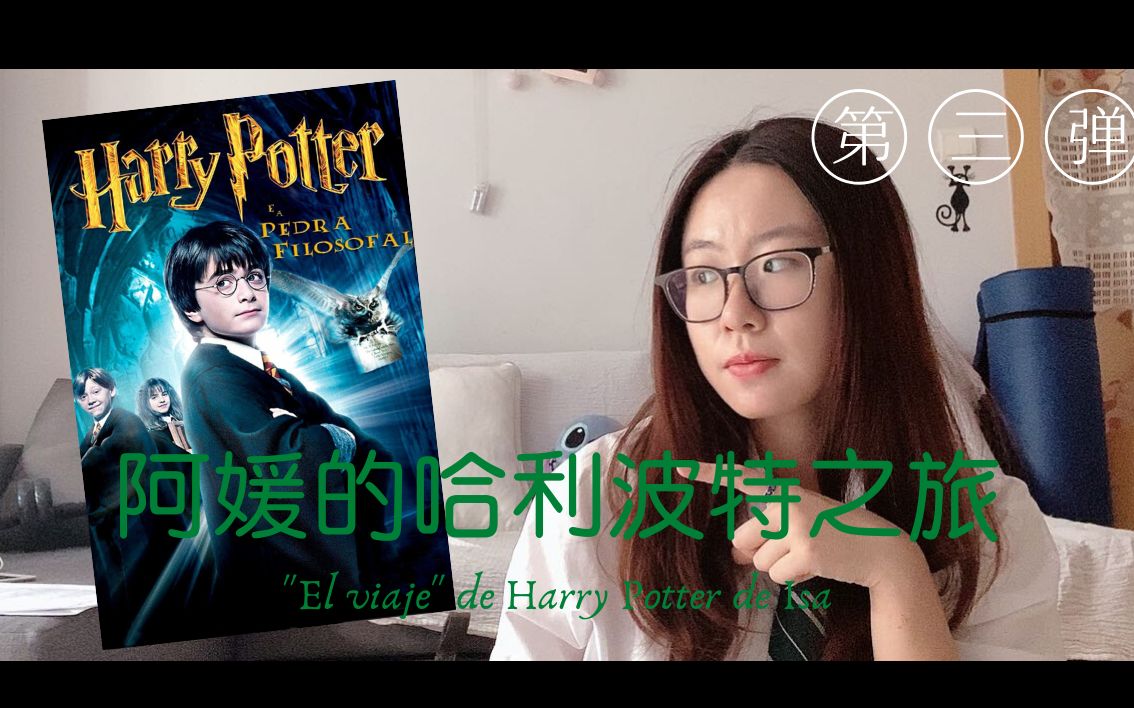 第三弹
Harry Potter
E A
PEDRA
FILOSOFAL
阿媛的哈利波特之旅
"El viaje" de Harry Potter de Isa